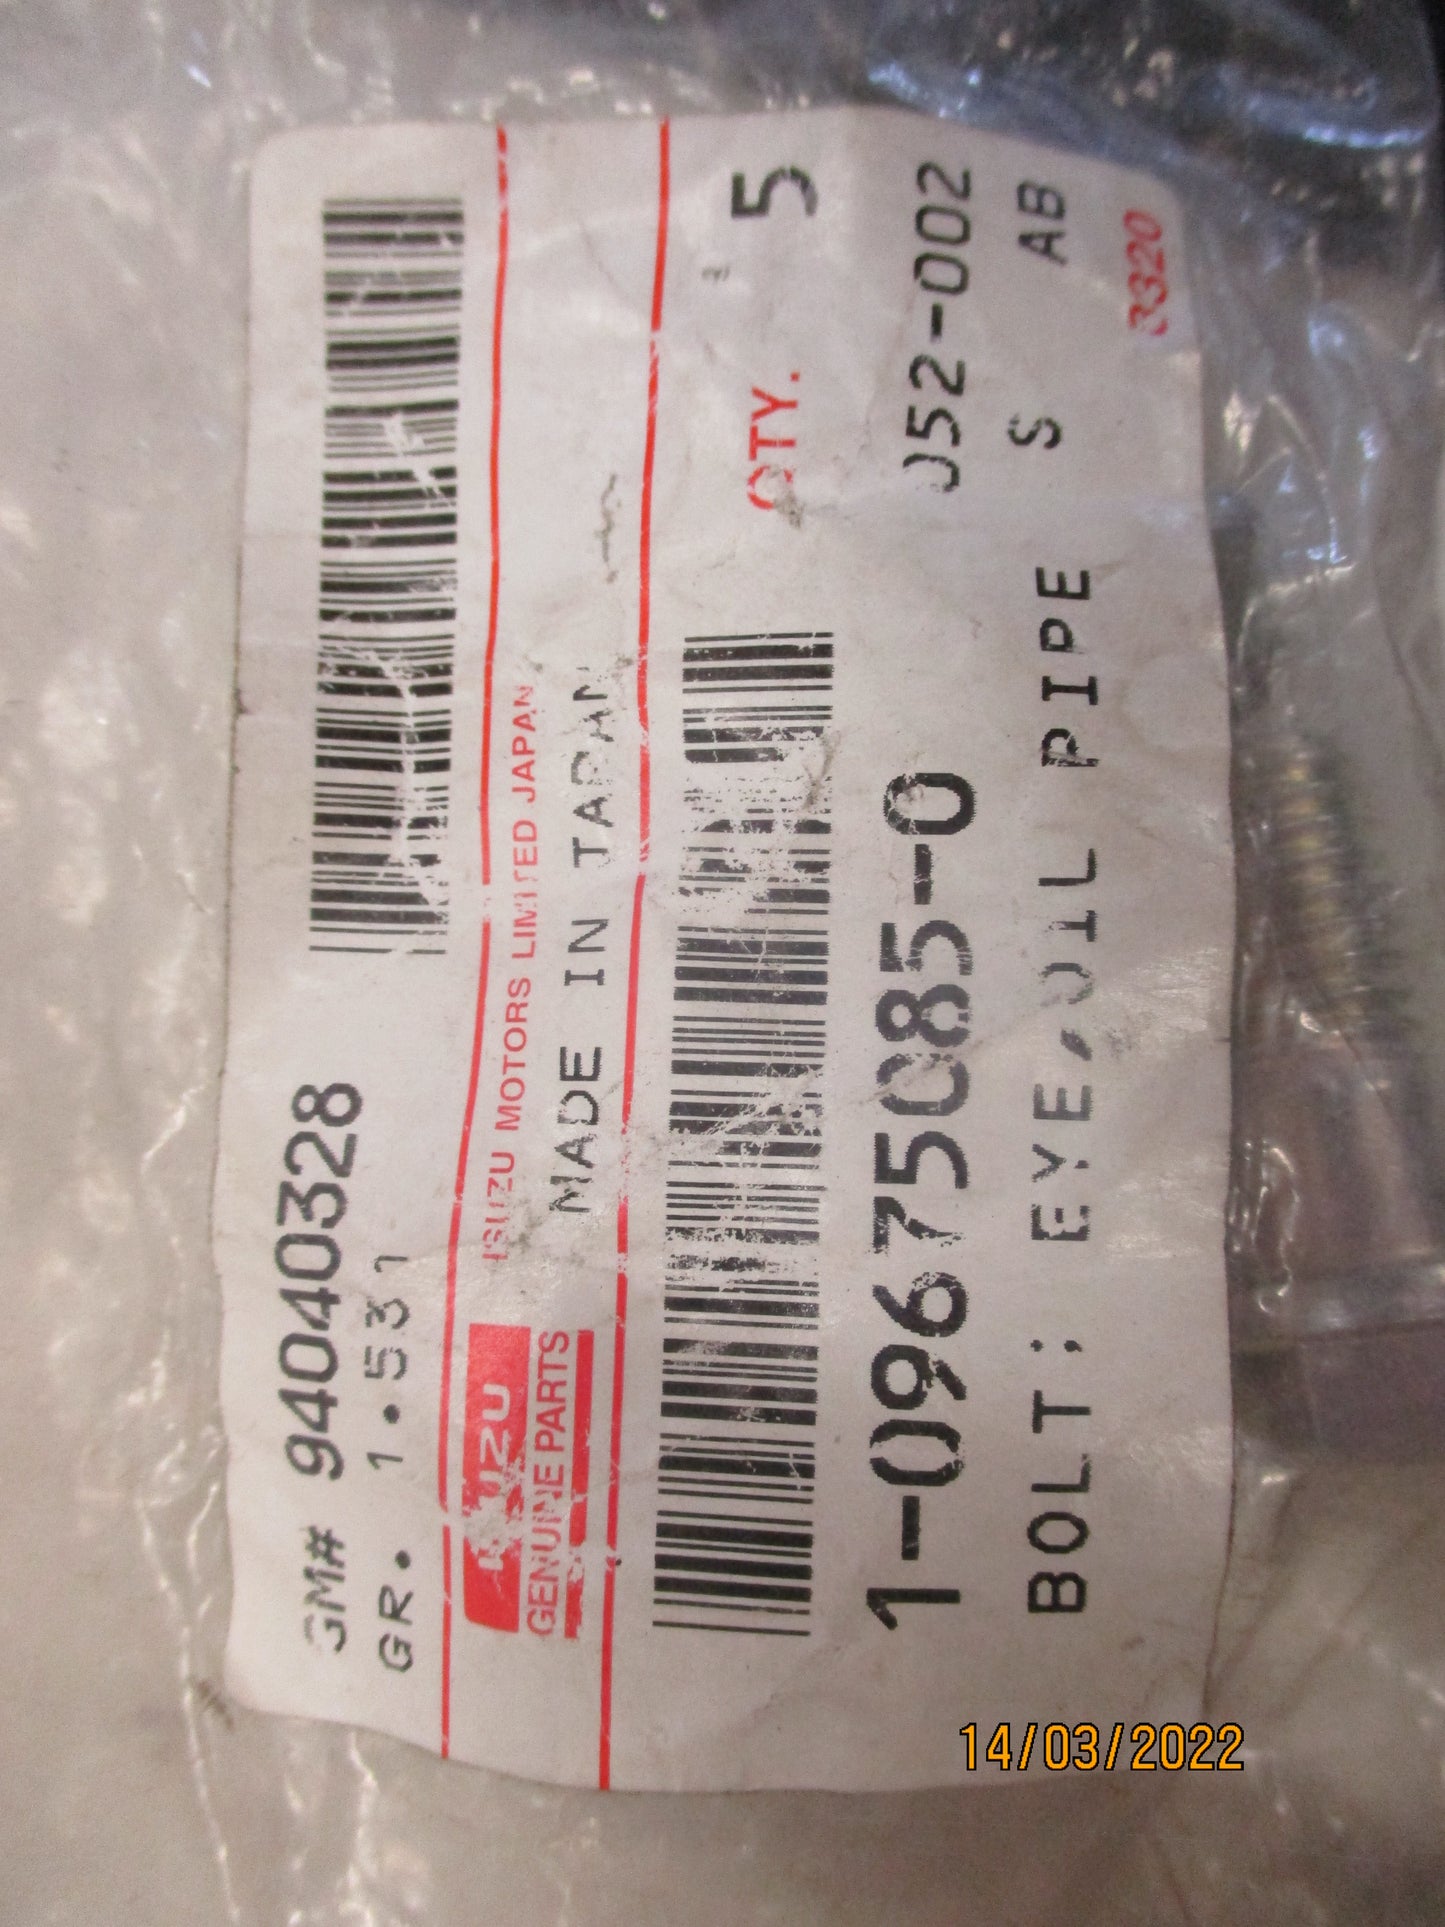 GM# 94040328
GR. 1.531
ISUZU
GENUINE PARTS
ISUZU MOTORS LIMITED JAPAN
MADE IN JAPAN
QTY. 5
1-09675085-0 052-002
BOLT; EYE,OIL PIPE S AB
3320
14/03/2022